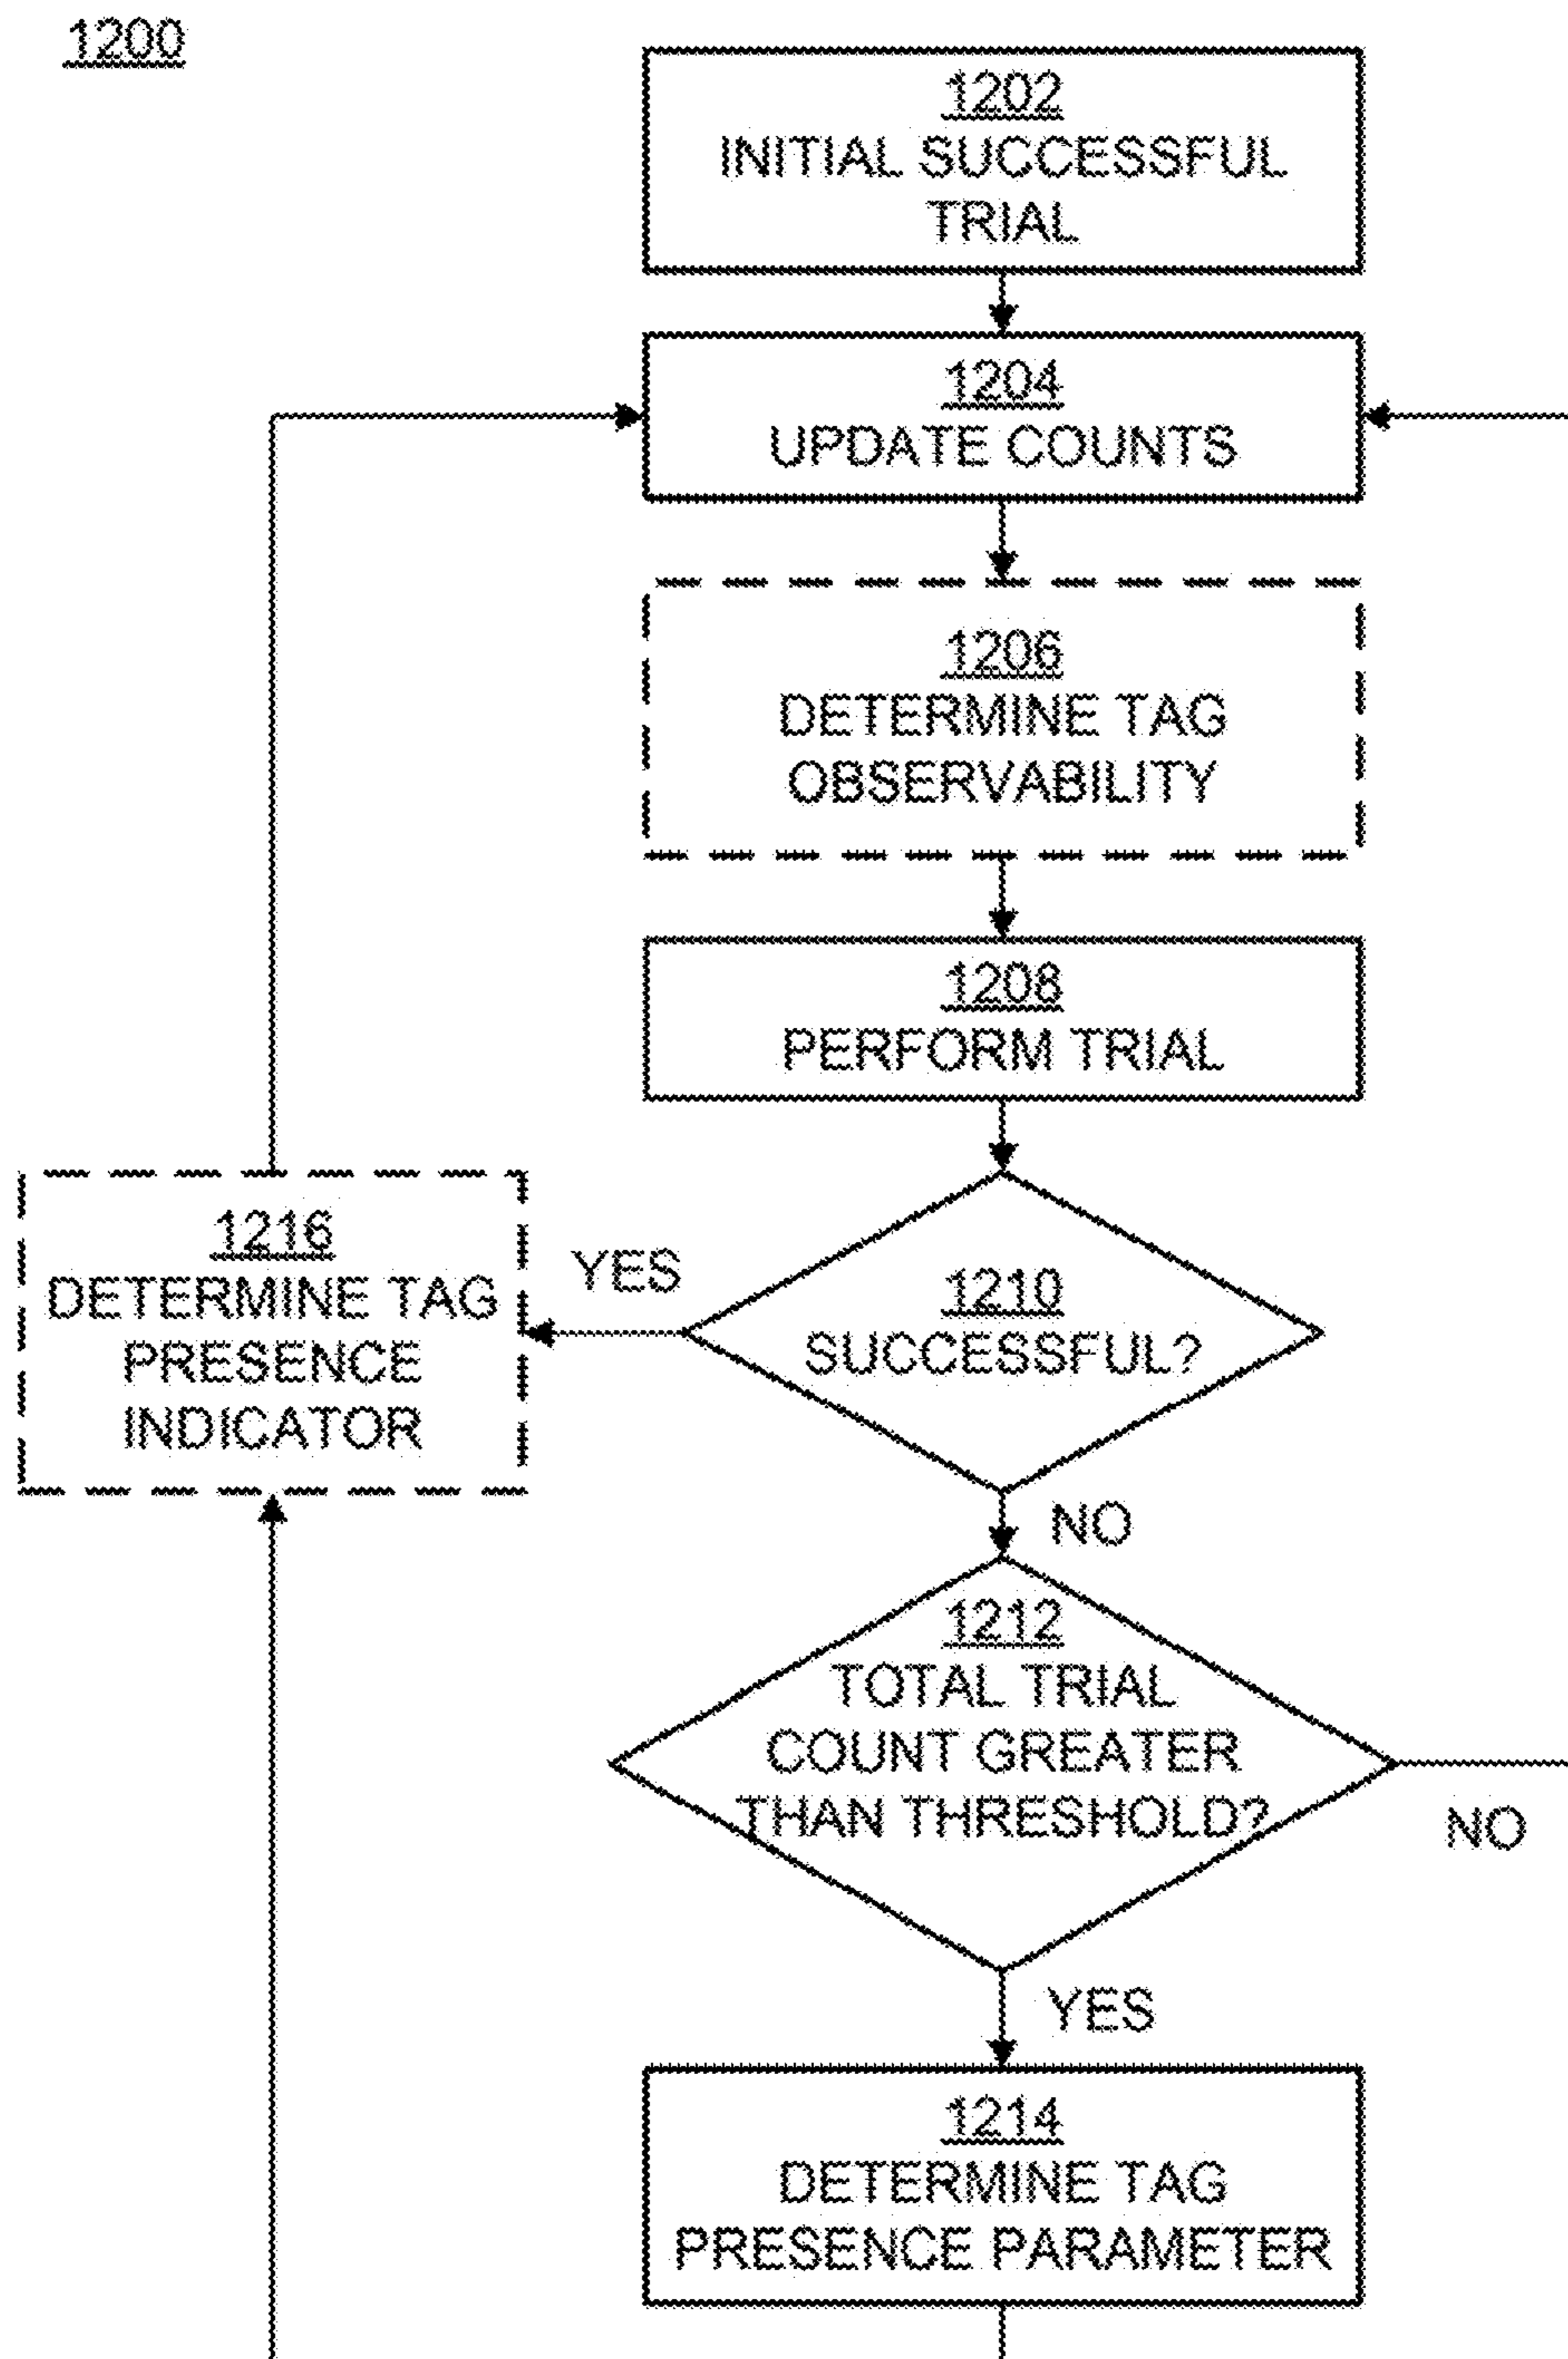 1200
1202
INITIAL SUCCESSFUL
TRIAL
1204
UPDATE COUNTS
1206
DETERMINE TAG
OBSERVABILITY
1208
PERFORM TRIAL
1216
DETERMINE TAG
PRESENCE
INDICATOR
YES
1210
SUCCESSFUL?
NO
1212
TOTAL TRIAL
COUNT GREATER
THAN THRESHOLD?
NO
YES
1214
DETERMINE TAG
PRESENCE PARAMETER